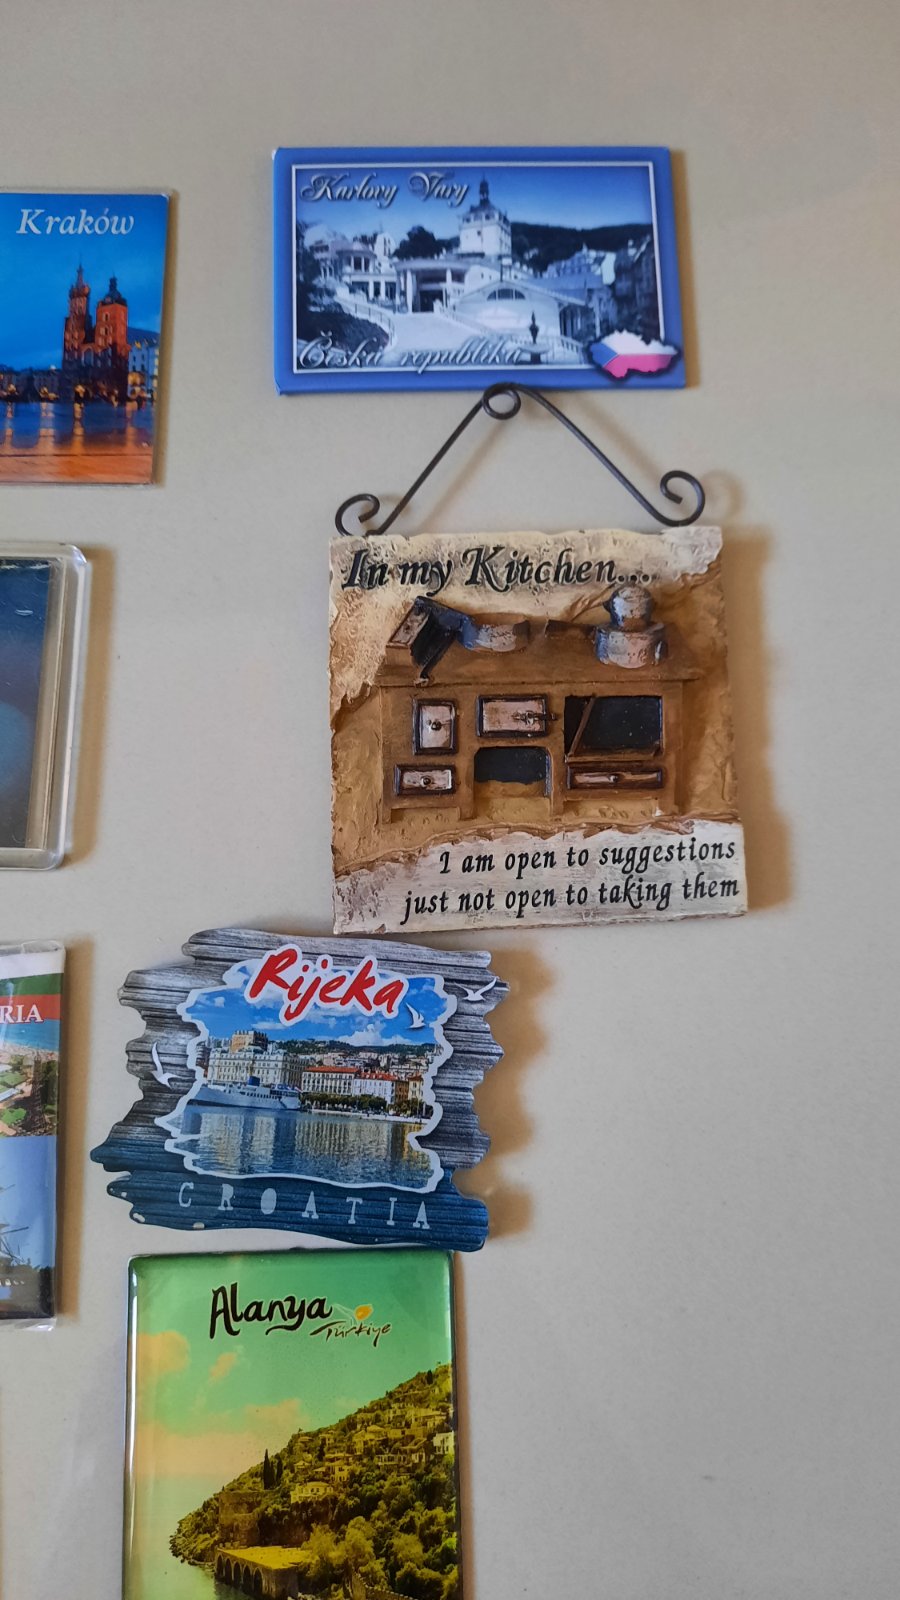 Kraków
Karlovy Vary
Česká republika
In my Kitchen....
I am open to suggestions
just not open to taking them
RIA
Rijeka
CROATIA
Alanya
Türkiye